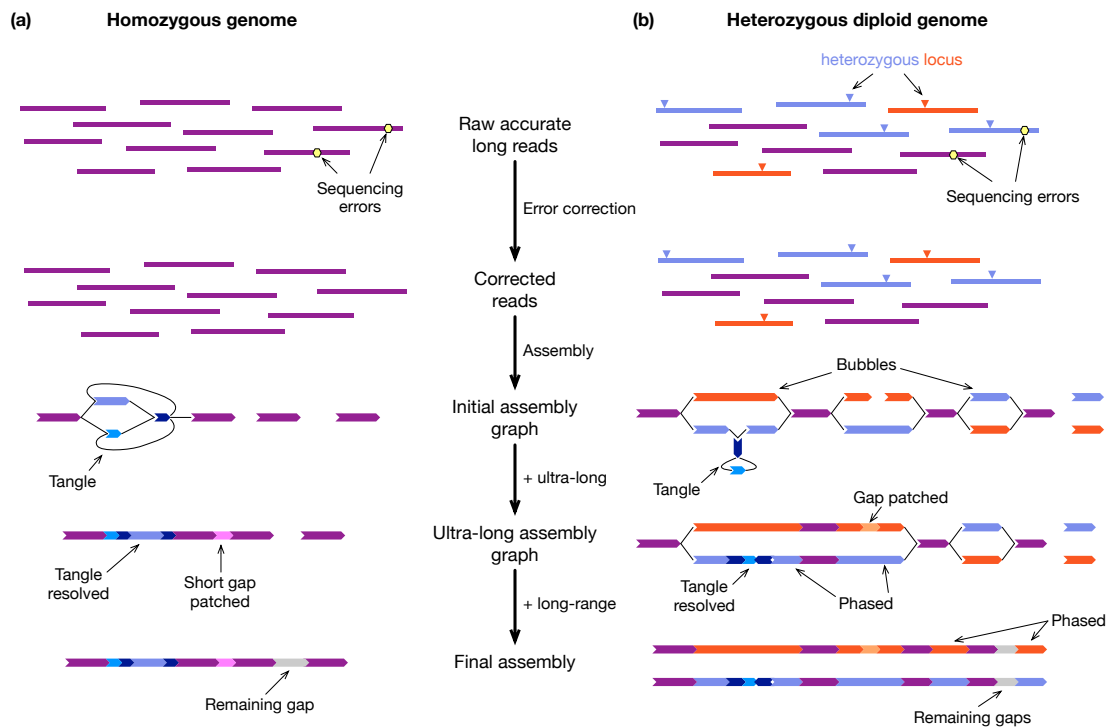 (a)
Homozygous genome
(b)
Heterozygous diploid genome
heterozygous locus
Raw accurate
long reads
Sequencing
errors
Sequencing errors
Error correction
Corrected
reads
Assembly
Bubbles
Initial assembly
graph
Tangle
Tangle
+ ultra-long
Gap patched
Ultra-long assembly
graph
Tangle
resolved
Short gap
patched
Tangle
resolved
Phased
+ long-range
Phased
Final assembly
Remaining gap
Remaining gaps